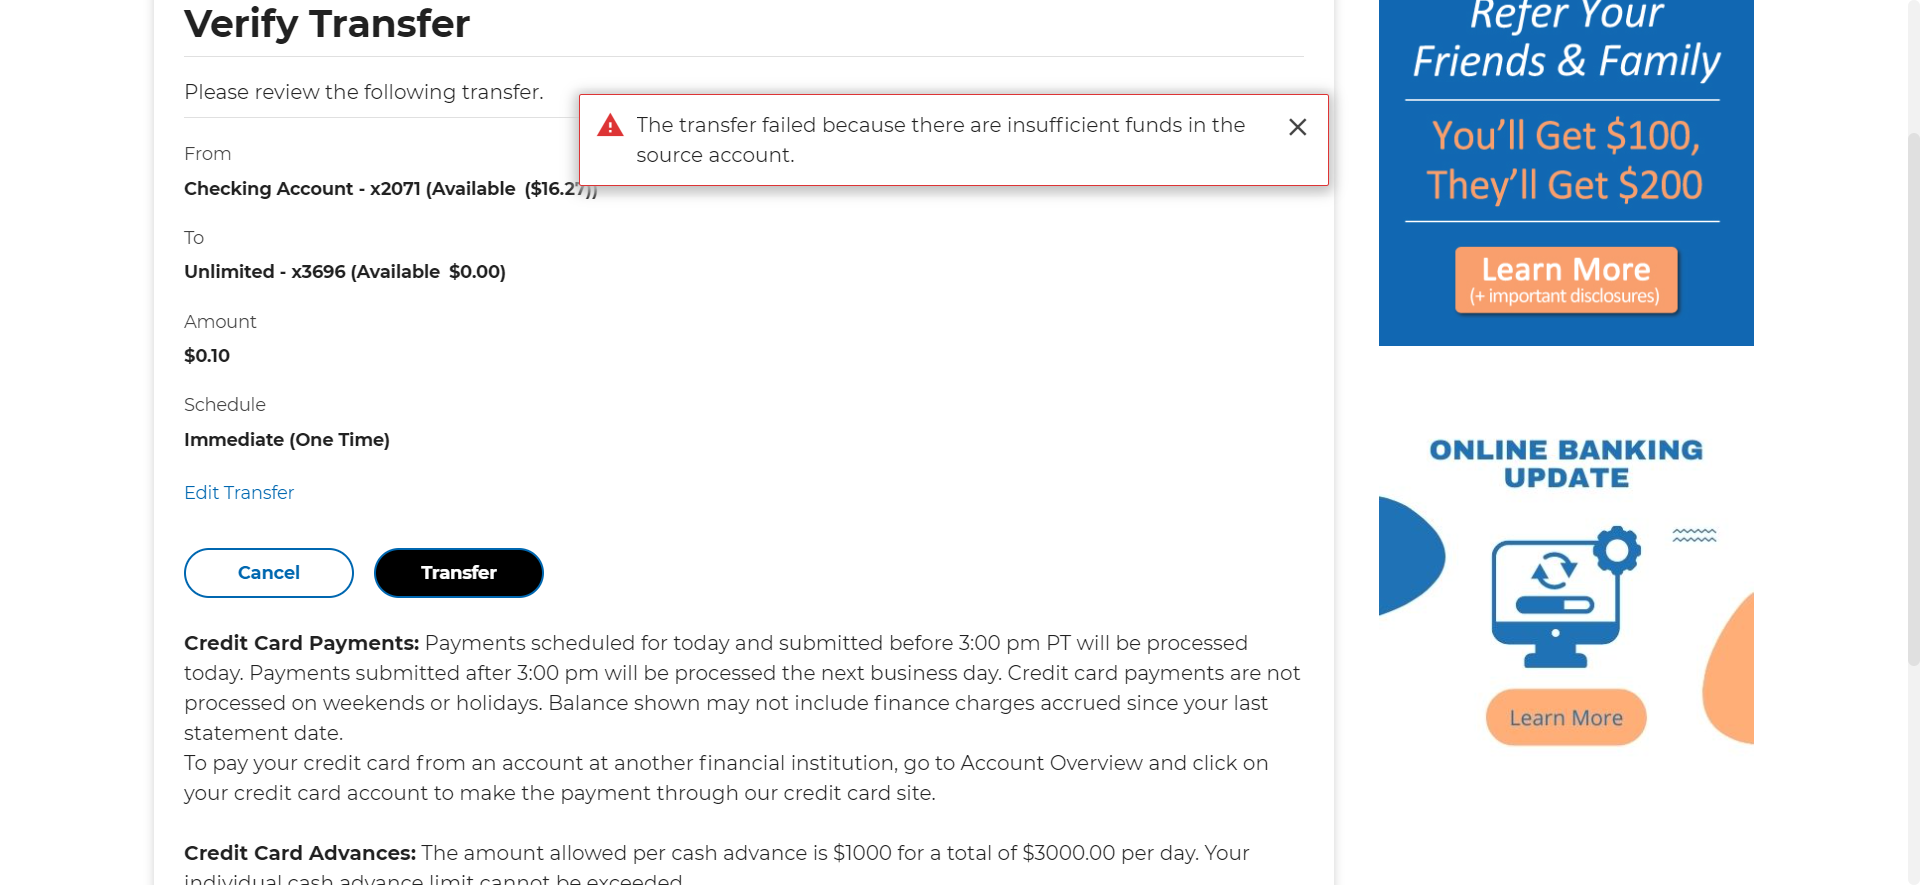 Verify Transfer
Please review the following transfer.
The transfer failed because there are insufficient funds in the
source account.
From
Checking Account - x2071 (Available ($16.27))
To
Unlimited - x3696 (Available $0.00)
Amount
$0.10
Schedule
Immediate (One Time)
Edit Transfer
Cancel
Transfer
Credit Card Payments: Payments scheduled for today and submitted before 3:00 pm PT will be processed
today. Payments submitted after 3:00 pm will be processed the next business day. Credit card payments are not
processed on weekends or holidays. Balance shown may not include finance charges accrued since your last
statement date.
To pay your credit card from an account at another financial institution, go to Account Overview and click on
your credit card account to make the payment through our credit card site.
Credit Card Advances: The amount allowed per cash advance is $1000 for a total of $3000.00 per day. Your
individual cash advance limit cannot be exceeded.
Refer Your
Friends & Family
You'll Get $100,
They'll Get $200
Learn More
(+ important disclosures)
ONLINE BANKING
UPDATE
Learn More